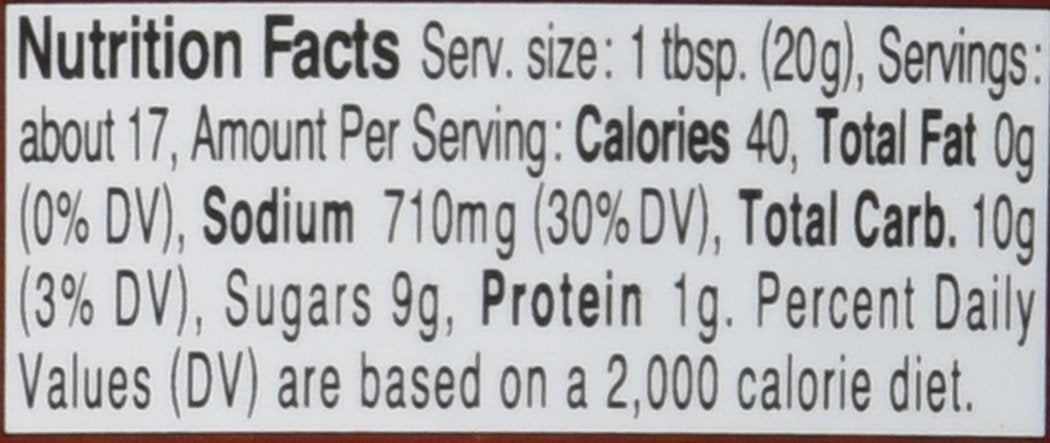 Nutrition Facts Serv. size: 1 tbsp. (20g), Servings:
about 17, Amount Per Serving: Calories 40, Total Fat 0g
(0% DV), Sodium 710mg (30% DV), Total Carb. 10g
(3% DV), Sugars 9g, Protein 1g. Percent Daily
Values (DV) are based on a 2,000 calorie diet.